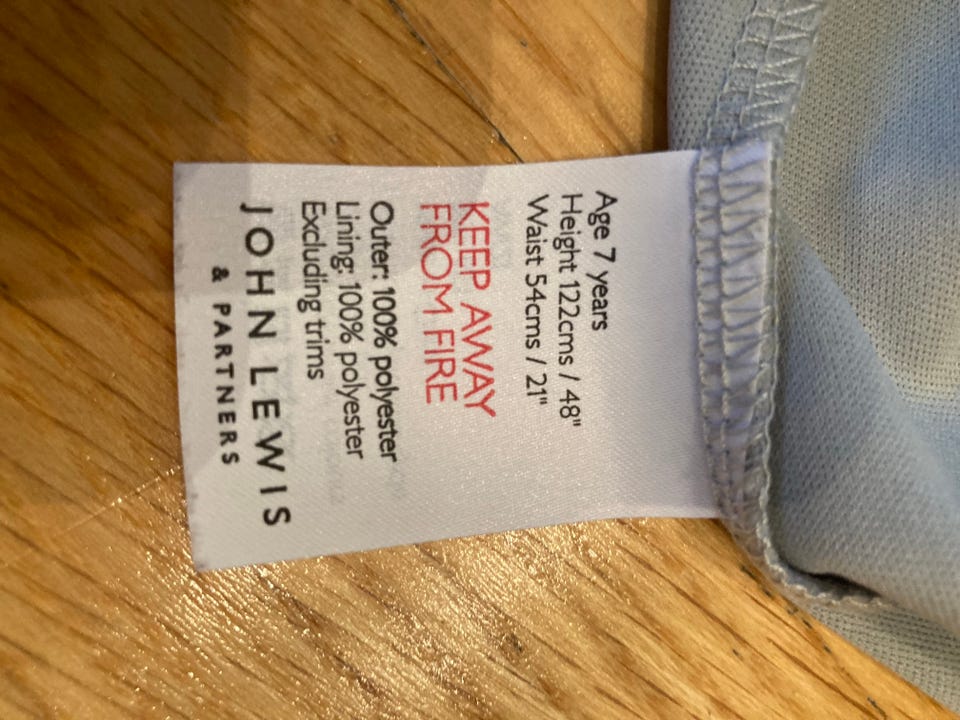 Age 7 years
Height 122cms / 48"
Waist 54cms / 21"
KEEP AWAY
FROM FIRE
Outer: 100% polyester
Lining: 100% polyester
Excluding trims
JOHN LEWIS
& PARTNERS